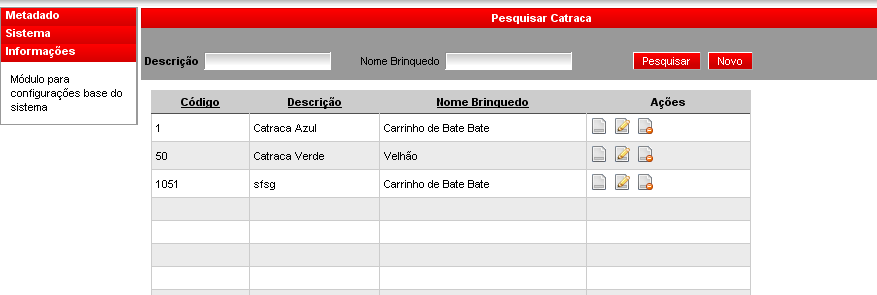 Metadado
Sistema
Informações
Módulo para
configurações base do
sistema
Pesquisar Catraca
Descrição Nome Brinquedo Pesquisar Novo
Código Descrição Nome Brinquedo Ações
1 Catraca Azul Carrinho de Bate Bate
50 Catraca Verde Velhão
1051 sfsg Carrinho de Bate Bate